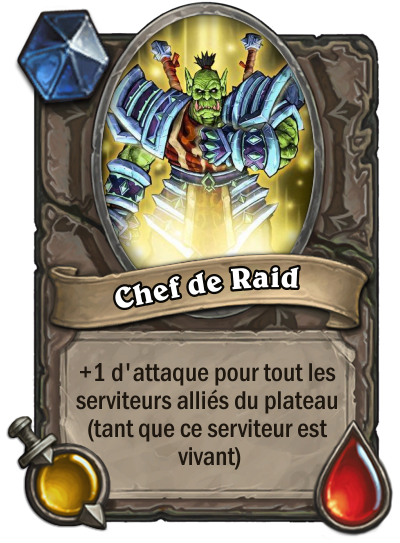 Chef de Raid
+1 d'attaque pour tout les
serviteurs alliés du plateau
(tant que ce serviteur est
vivant)